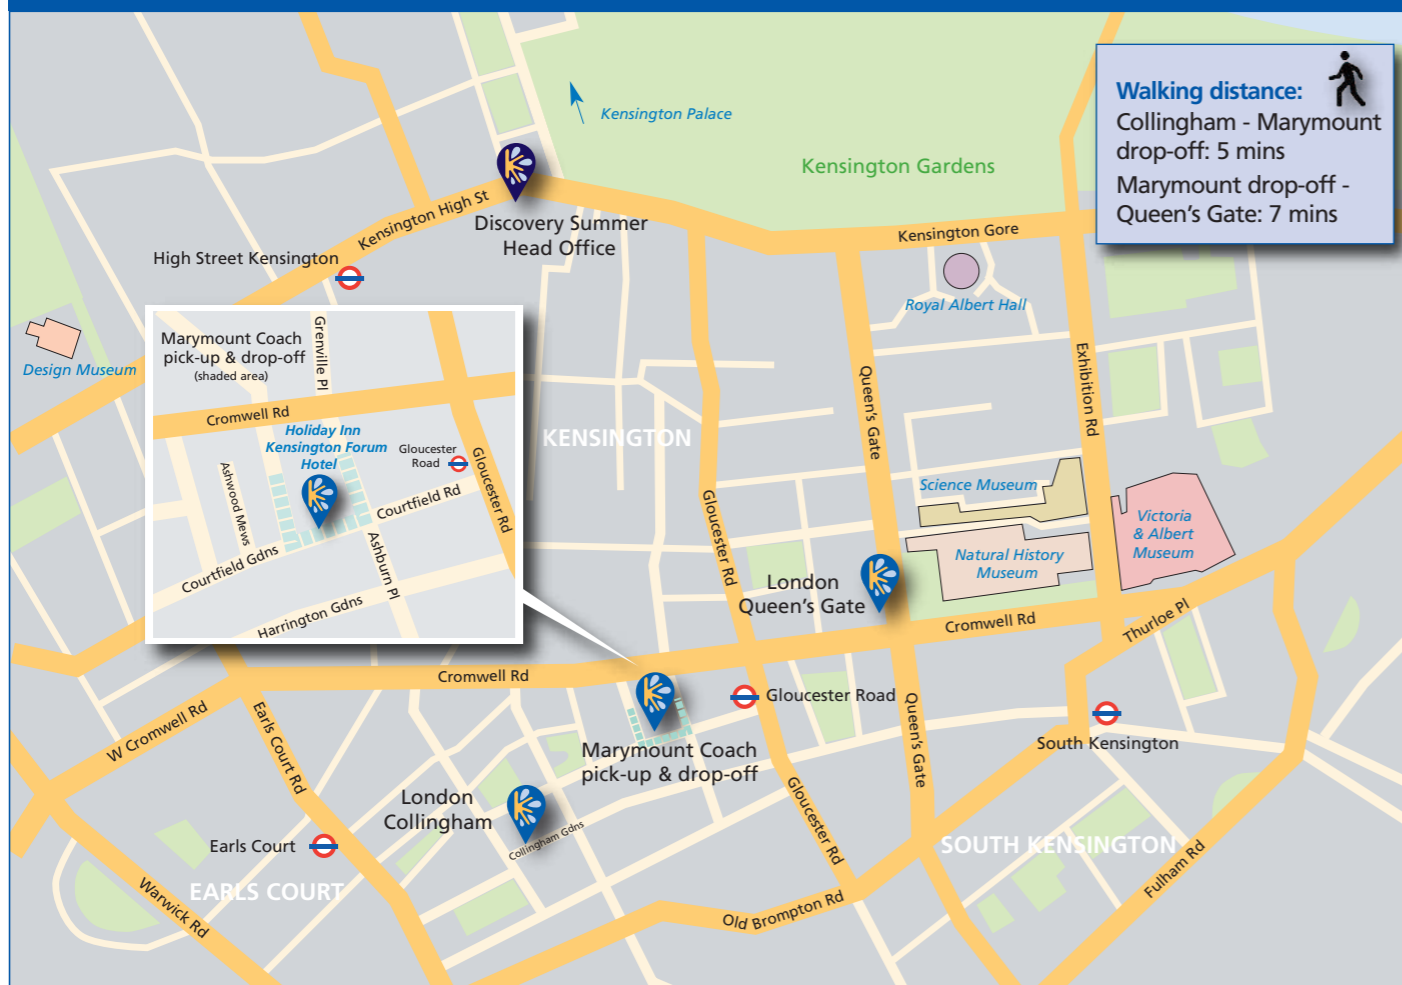 Walking distance:
Collingham - Marymount
drop-off: 5 mins
Marymount drop-off -
Queen's Gate: 7 mins
Kensington Palace
Kensington Gardens
Kensington High St
Discovery Summer
Head Office
Kensington Gore
High Street Kensington
Royal Albert Hall
Design Museum
Marymount Coach
pick-up & drop-off
(shaded area)
Grenville Pl
Cromwell Rd
Holiday Inn
Kensington Forum
Hotel
Gloucester
Road
Gloucester Rd
Ashwood Mews
Courtfield Rd
Courtfield Gdns
Ashburn Pl
Harrington Gdns
Queen's Gate
Exhibition Rd
KENSINGTON
Gloucester Rd
Science Museum
Victoria
& Albert
Museum
Natural History
Museum
London
Queen's Gate
Cromwell Rd
Thurloe Pl
Cromwell Rd
W Cromwell Rd
Earls Court Rd
Gloucester Road
Queen's Gate
South Kensington
Marymount Coach
pick-up & drop-off
London
Collingham
Collingham Gdns
Gloucester Rd
Earls Court
EARLS COURT
SOUTH KENSINGTON
Fulham Rd
Warwick Rd
Old Brompton Rd